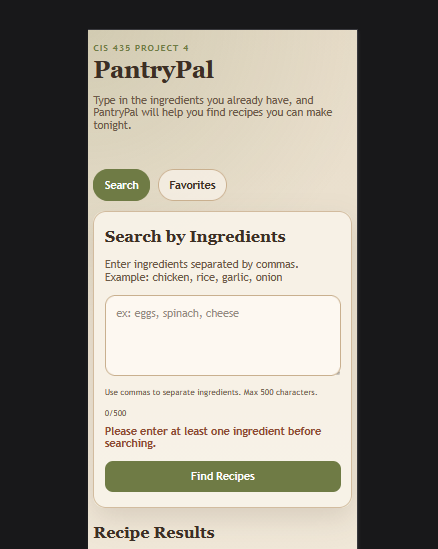 CIS 435 PROJECT 4
PantryPal
Type in the ingredients you already have, and
PantryPal will help you find recipes you can make
tonight.
Search
Favorites
Search by Ingredients
Enter ingredients separated by commas.
Example: chicken, rice, garlic, onion
ex: eggs, spinach, cheese
Use commas to separate ingredients. Max 500 characters.
0/500
Please enter at least one ingredient before
searching.
Find Recipes
Recipe Results